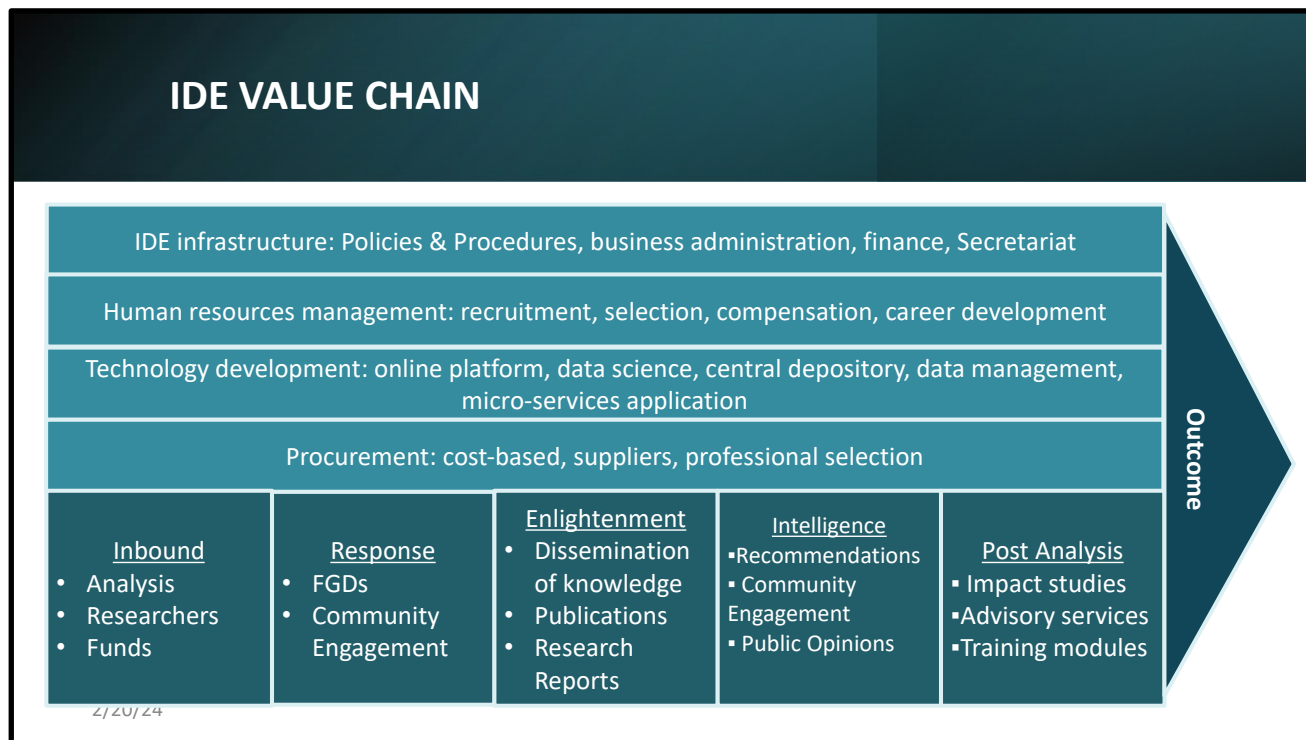 IDE VALUE CHAIN
IDE infrastructure: Policies & Procedures, business administration, finance, Secretariat
Human resources management: recruitment, selection, compensation, career development
Technology development: online platform, data science, central depository, data management,
micro-services application
Procurement: cost-based, suppliers, professional selection
Inbound
• Analysis
• Researchers
• Funds
Response
• FGDs
• Community
Engagement
Enlightenment
• Dissemination
of knowledge
• Publications
• Research
Reports
Intelligence
▪Recommendations
▪ Community
Engagement
▪ Public Opinions
Post Analysis
▪ Impact studies
▪Advisory services
▪Training modules
Outcome
2/20/24